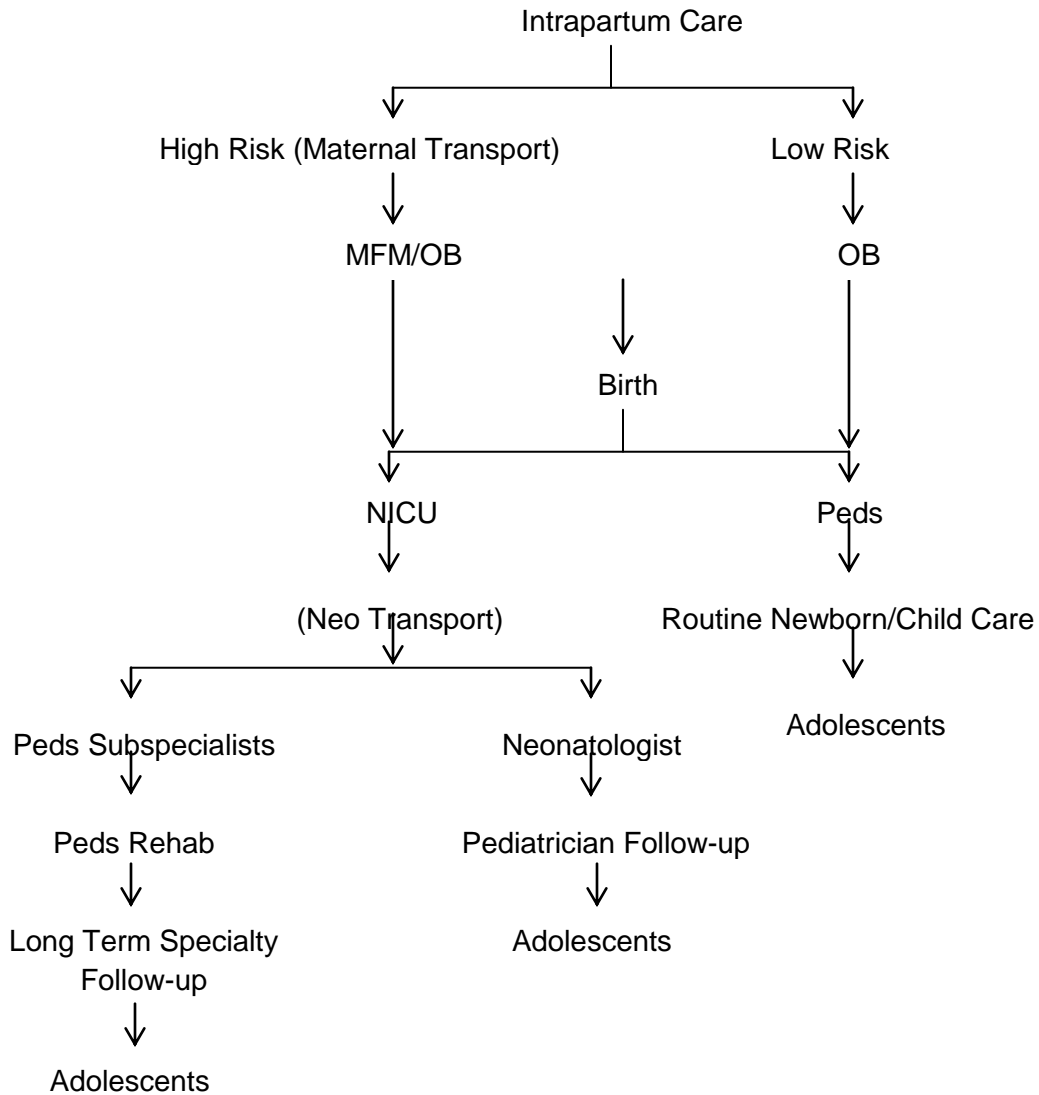 Intrapartum Care
High Risk (Maternal Transport)
Low Risk
MFM/OB
OB
Birth
NICU
Peds
(Neo Transport)
Routine Newborn/Child Care
Peds Subspecialists
Neonatologist
Adolescents
Peds Rehab
Pediatrician Follow-up
Long Term Specialty
Follow-up
Adolescents
Adolescents